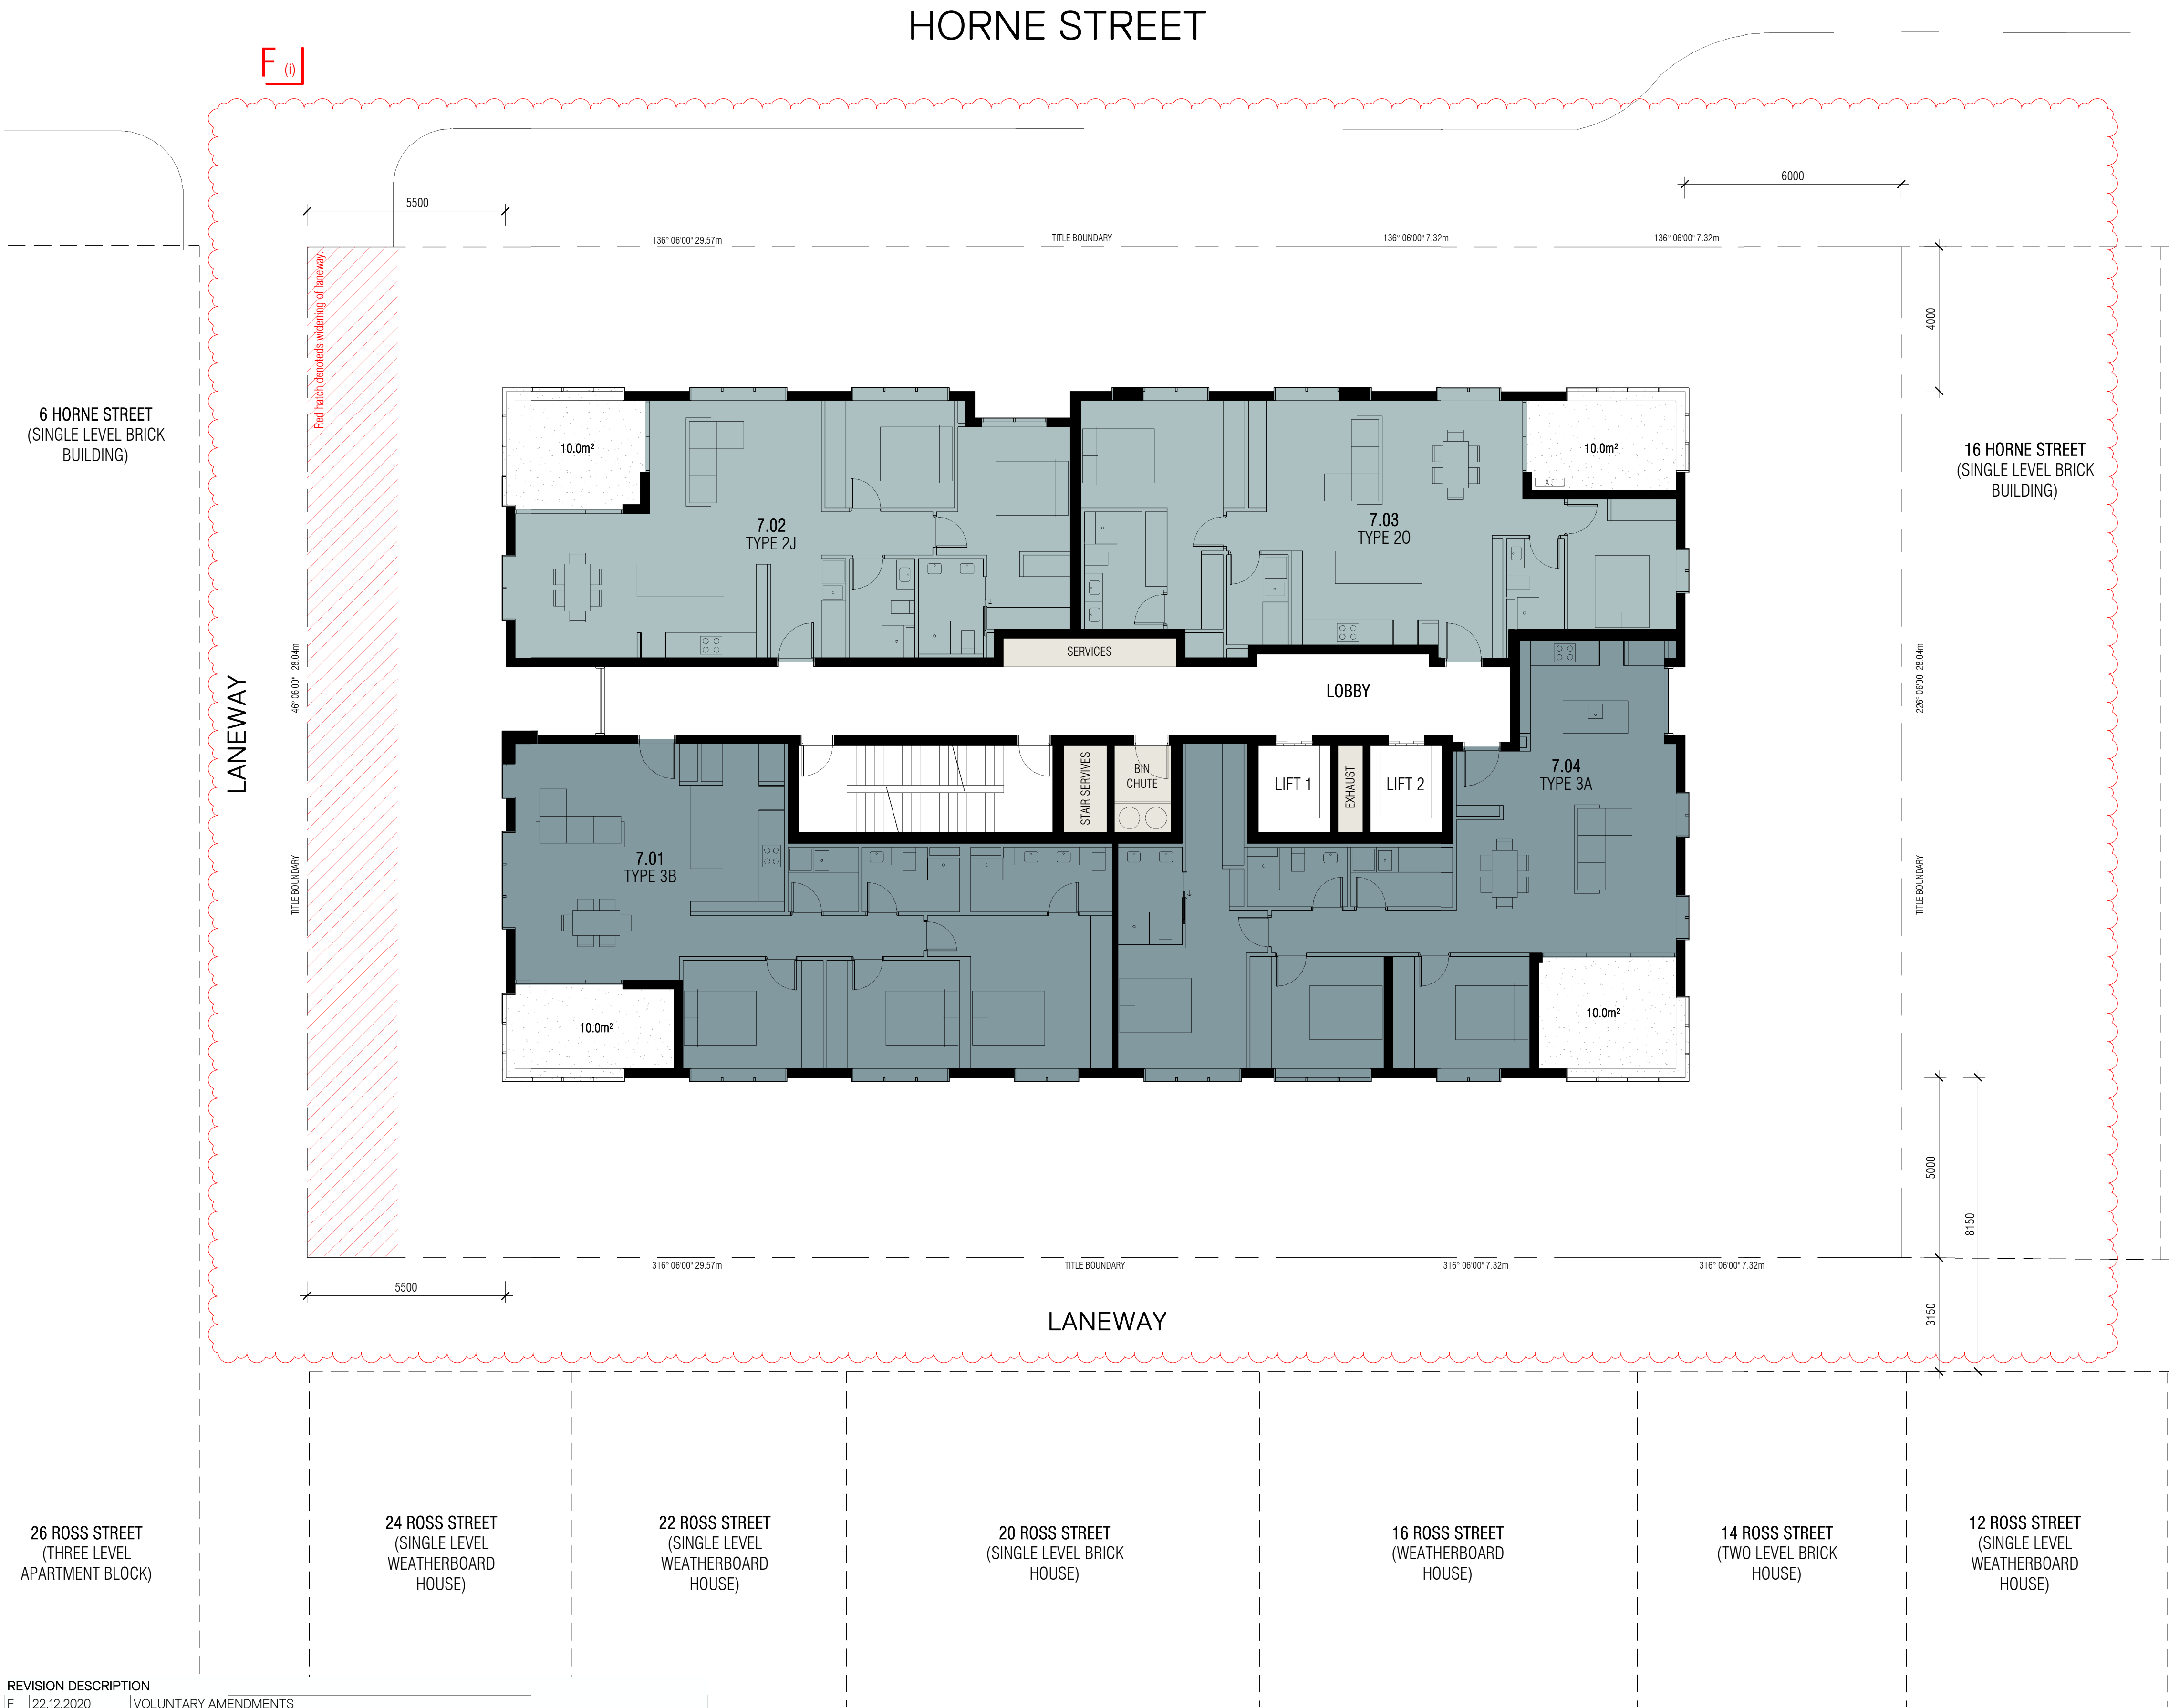 HORNE STREET
F (i)
5500
6000
136° 06'00" 29.57m
TITLE BOUNDARY
136° 06'00" 7.32m
136° 06'00" 7.32m
Red hatch denoteds widening of laneway.
4000
6 HORNE STREET
(SINGLE LEVEL BRICK
BUILDING)
10.0m²
10.0m²
16 HORNE STREET
(SINGLE LEVEL BRICK
BUILDING)
A C
7.02
TYPE 2J
7.03
TYPE 2O
SERVICES
LOBBY
46° 06'00" 28.04m
226° 06'00" 28.04m
LANEWAY
STAIR SERVIVES
BIN
CHUTE
LIFT 1
EXHAUST
LIFT 2
7.04
TYPE 3A
7.01
TYPE 3B
TITLE BOUNDARY
TITLE BOUNDARY
10.0m²
10.0m²
5000
8150
316° 06'00" 29.57m
TITLE BOUNDARY
316° 06'00" 7.32m
316° 06'00" 7.32m
5500
LANEWAY
3150
26 ROSS STREET
(THREE LEVEL
APARTMENT BLOCK)
24 ROSS STREET
(SINGLE LEVEL
WEATHERBOARD
HOUSE)
22 ROSS STREET
(SINGLE LEVEL
WEATHERBOARD
HOUSE)
20 ROSS STREET
(SINGLE LEVEL BRICK
HOUSE)
16 ROSS STREET
(WEATHERBOARD
HOUSE)
14 ROSS STREET
(TWO LEVEL BRICK
HOUSE)
12 ROSS STREET
(SINGLE LEVEL
WEATHERBOARD
HOUSE)
REVISION DESCRIPTION
F 22.12.2020 VOLUNTARY AMENDMENTS